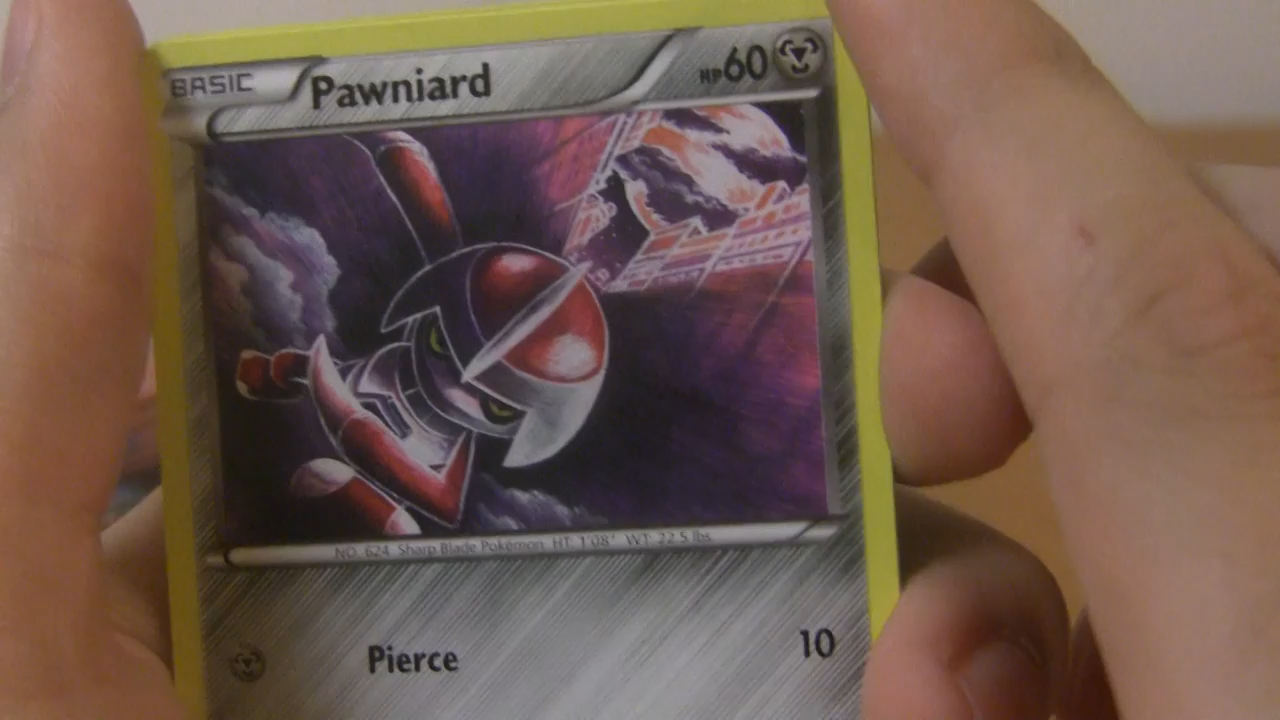 BASIC Pawniard HP60
NO. 624 Sharp Blade Pokémon HT: 1'08" WT: 22.5 lbs.
Pierce 10